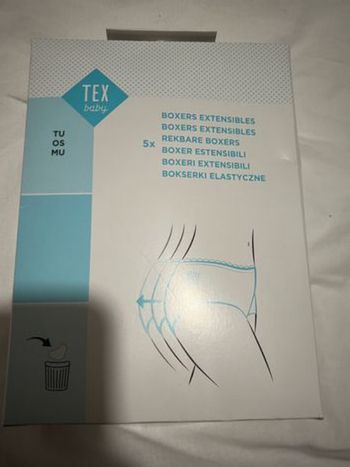 TEX
baby
TU
OS
MU
5x
BOXERS EXTENSIBLES
BOXERS EXTENSIBLES
REKBARE BOXERS
BOXER ESTENSIBILI
BOXERI EXTENSIBILI
BOKSERKI ELASTYCZNE